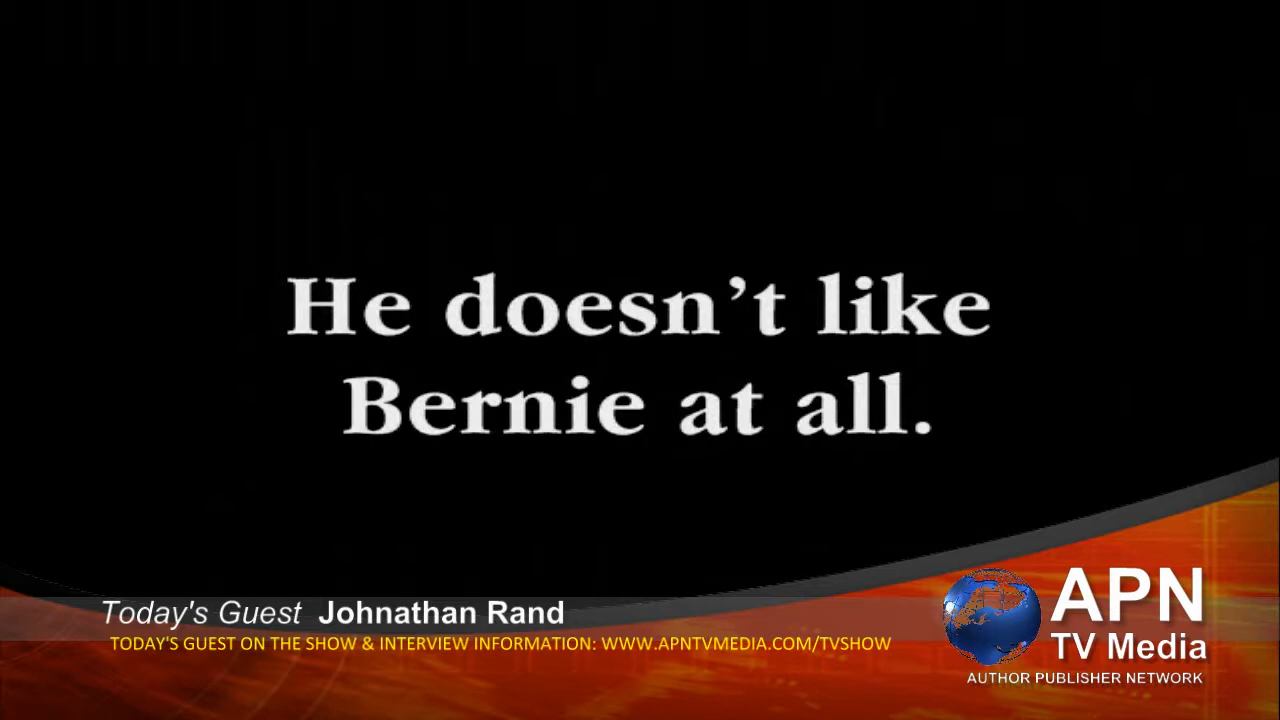 He doesn't like
Bernie at all.
Today's Guest Johnathan Rand
TODAY'S GUEST ON THE SHOW & INTERVIEW INFORMATION: WWW.APNTVMEDIA.COM/TVSHOW
APN
TV Media
AUTHOR PUBLISHER NETWORK